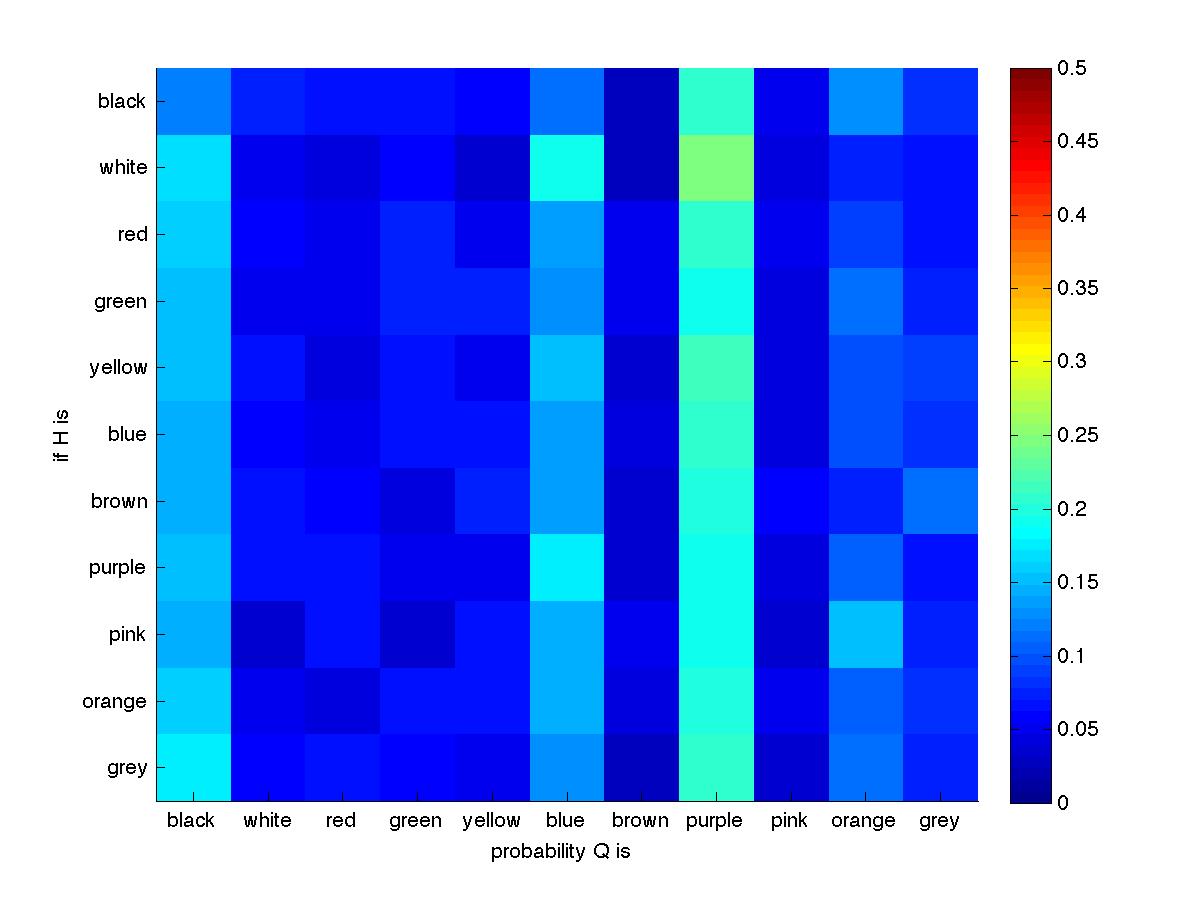 if H is
black
white
red
green
yellow
blue
brown
purple
pink
orange
grey
black white red green yellow blue brown purple pink orange grey
probability Q is
0.5
0.45
0.4
0.35
0.3
0.25
0.2
0.15
0.1
0.05
0